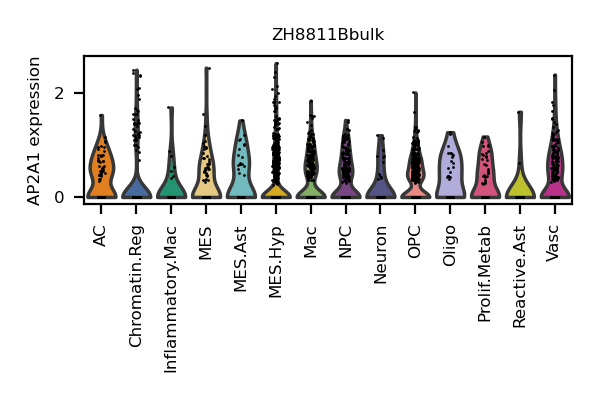 ZH8811Bbulk
AP2A1 expression
2
0
AC
Chromatin.Reg
Inflammatory.Mac
MES
MES.Ast
MES.Hyp
Mac
NPC
Neuron
OPC
Oligo
Prolif.Metab
Reactive.Ast
Vasc